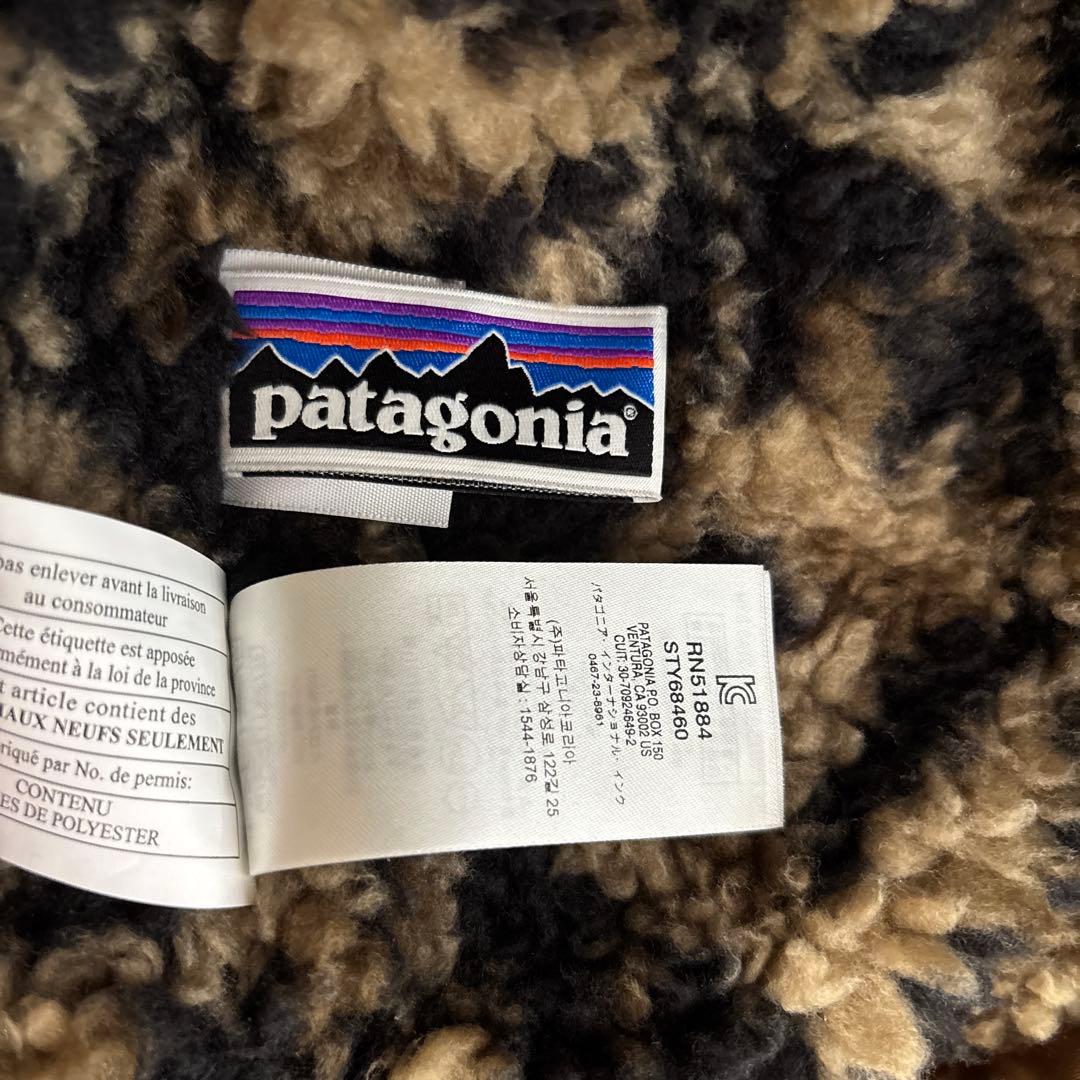 patagonia®
pas enlever avant la livraison
au consommateur
Cette étiquette est apposée
mément à la loi de la province
t article contient des
IAUX NEUFS SEULEMENT
riqué par No. de permis:
CONTENU
ES DE POLYESTER
RN51884
STY68460
PATAGONIA P.O. BOX 150
VENTURA, CA 93002 US
CUIT: 30-70924649-2
パタゴニア・インターナショナル・インク
0467-23-8961
(주)파타고니아코리아
서울특별시 강남구 삼성로 122길 25
소비자상담실 : 1544-1876